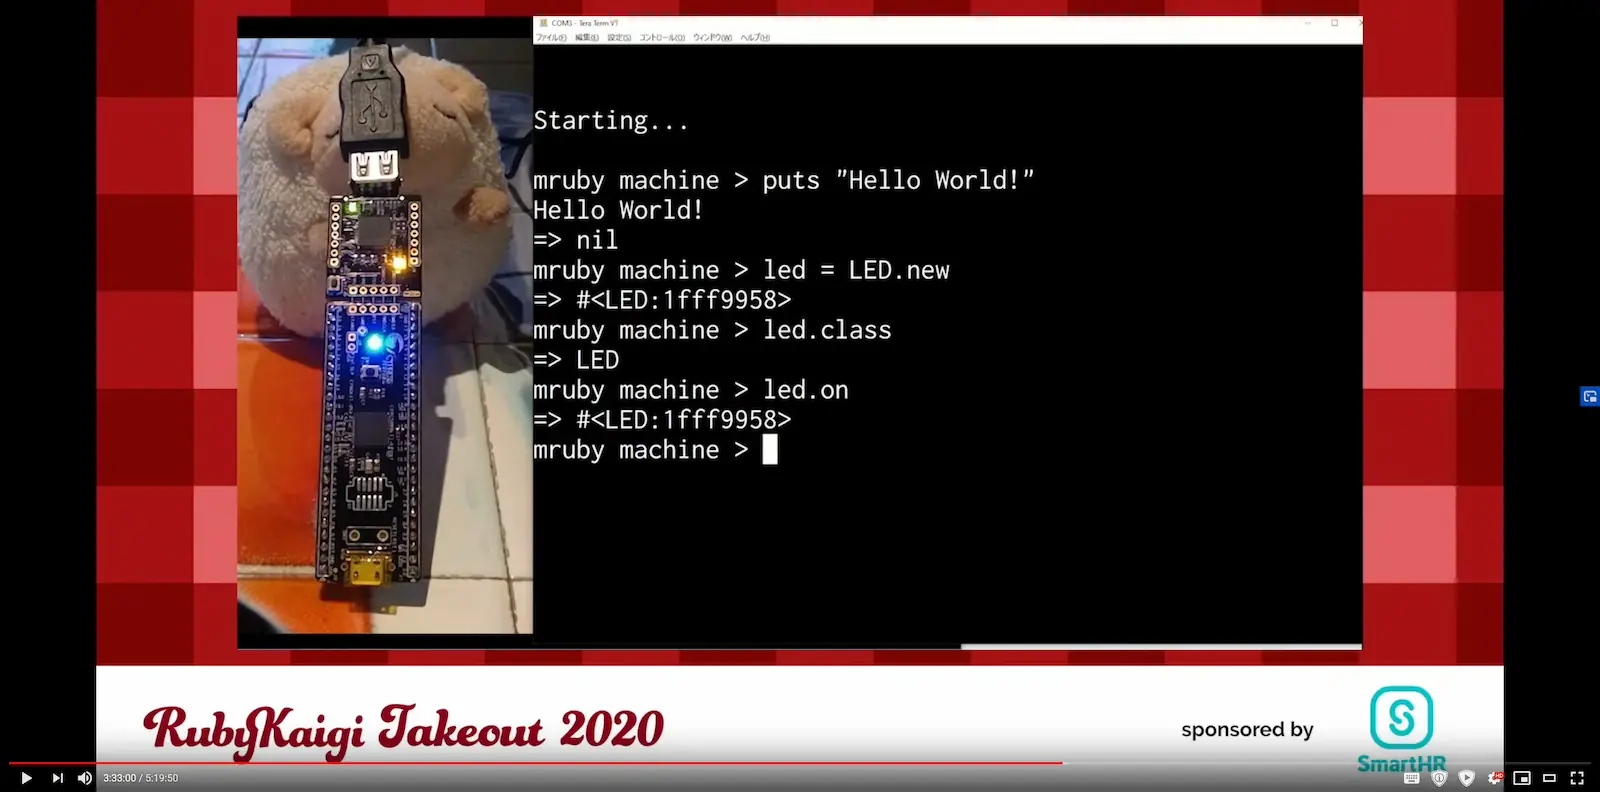 COM3 - Tera Term VT
ファイル(F) 編集(E) 設定(S) コントロール(O) ウィンドウ(W) ヘルプ(H)
Starting...
mruby machine > puts "Hello World!"
Hello World!
=> nil
mruby machine > led = LED.new
=> #<LED:1fff9958>
mruby machine > led.class
=> LED
mruby machine > led.on
=> #<LED:1fff9958>
mruby machine >
RubyKaigi Takeout 2020
sponsored by
SmartHR
3:33:00 / 5:19:50
HD